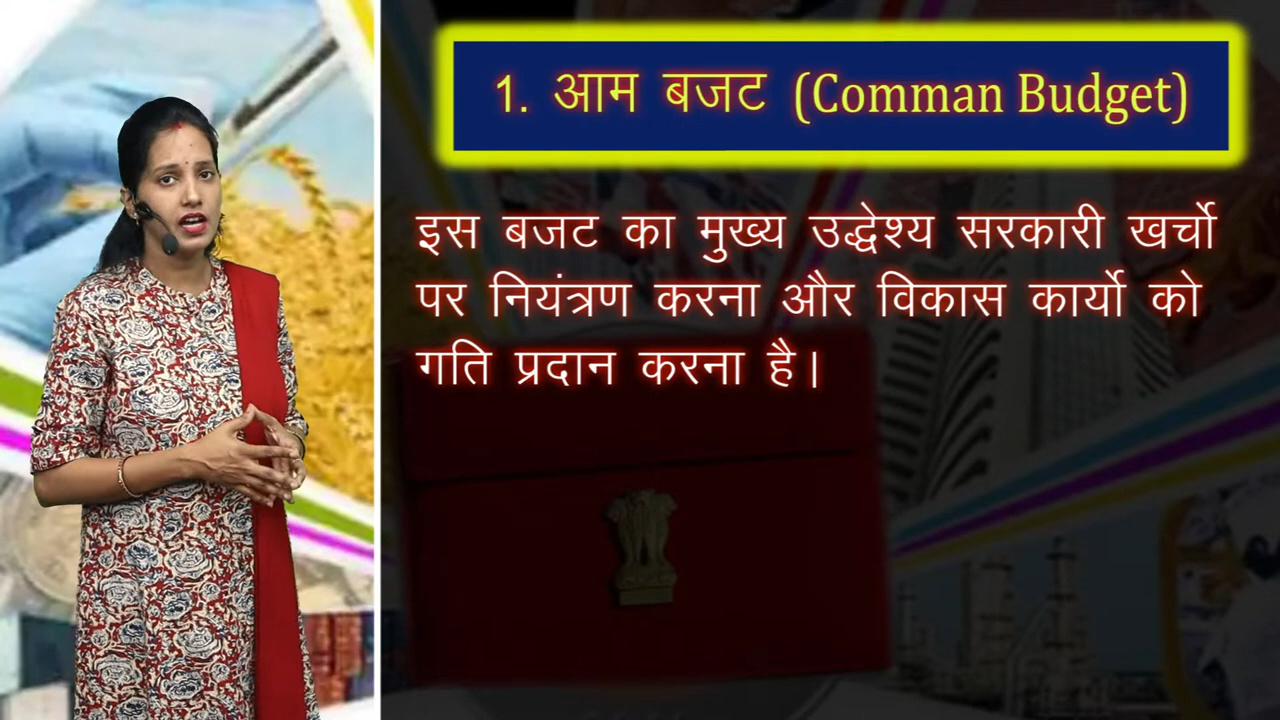 1. आम बजट (Comman Budget)
इस बजट का मुख्य उद्धेश्य सरकारी खर्चो
पर नियंत्रण करना और विकास कार्यो को
गति प्रदान करना है।